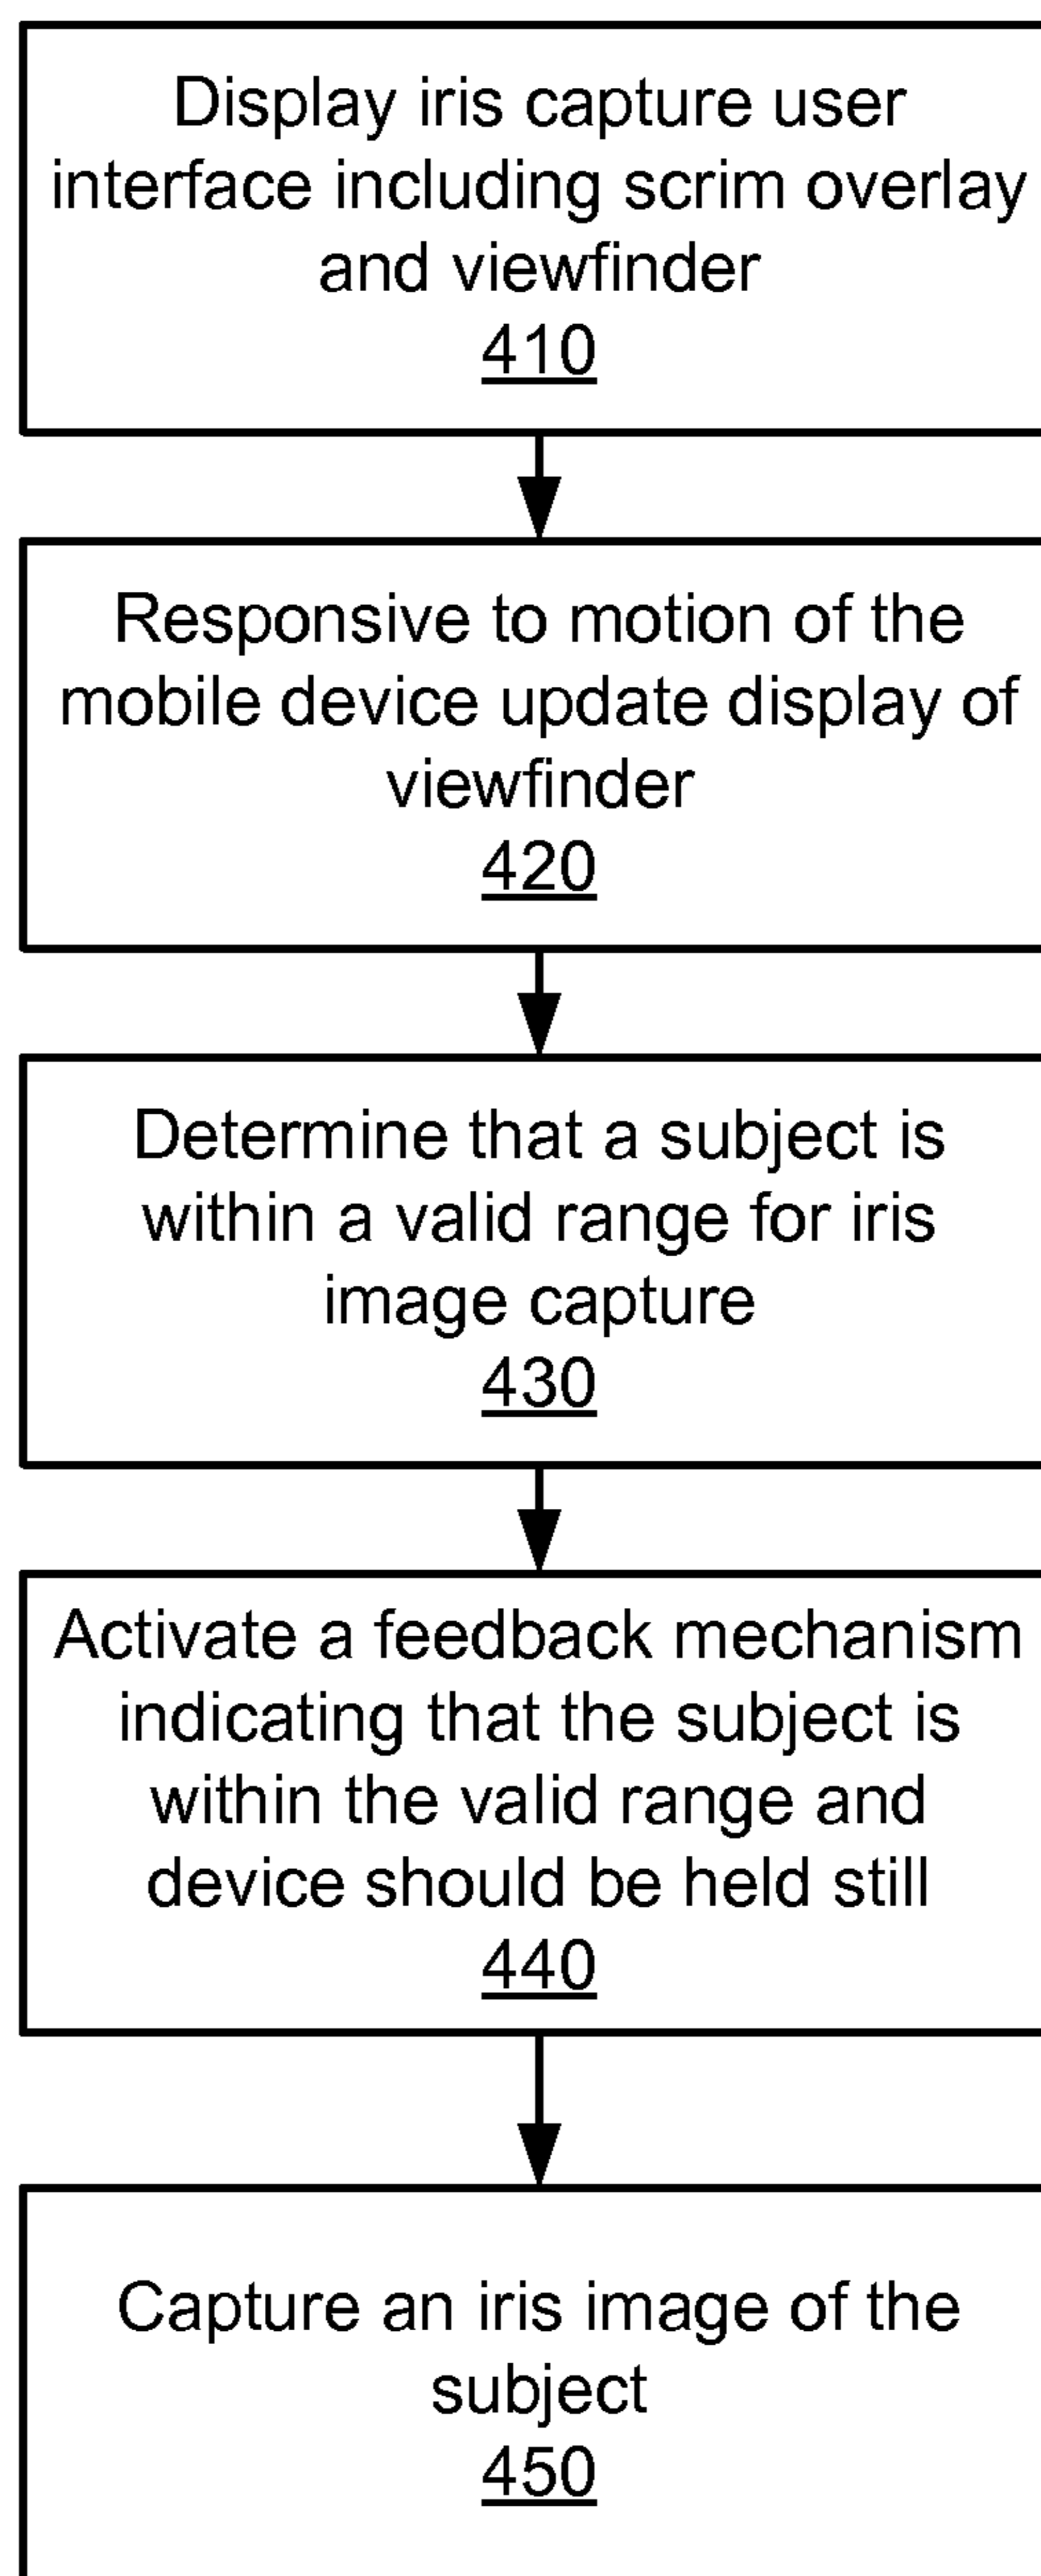 Display iris capture user
interface including scrim overlay
and viewfinder
410
Responsive to motion of the
mobile device update display of
viewfinder
420
Determine that a subject is
within a valid range for iris
image capture
430
Activate a feedback mechanism
indicating that the subject is
within the valid range and
device should be held still
440
Capture an iris image of the
subject
450